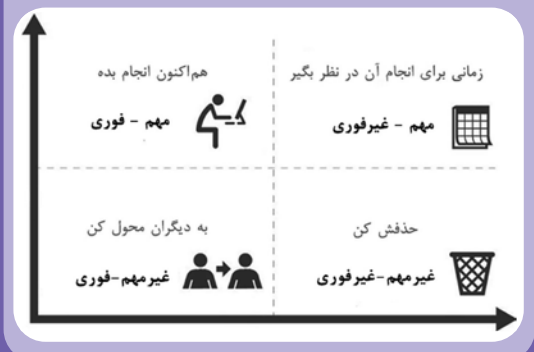 زمانی برای انجام آن در نظر بگیر
مهم - غیرفوری
هم‌اکنون انجام بده
مهم - فوری
حذفش کن
غیرمهم-غیرفوری
به دیگران محول کن
غیرمهم-فوری